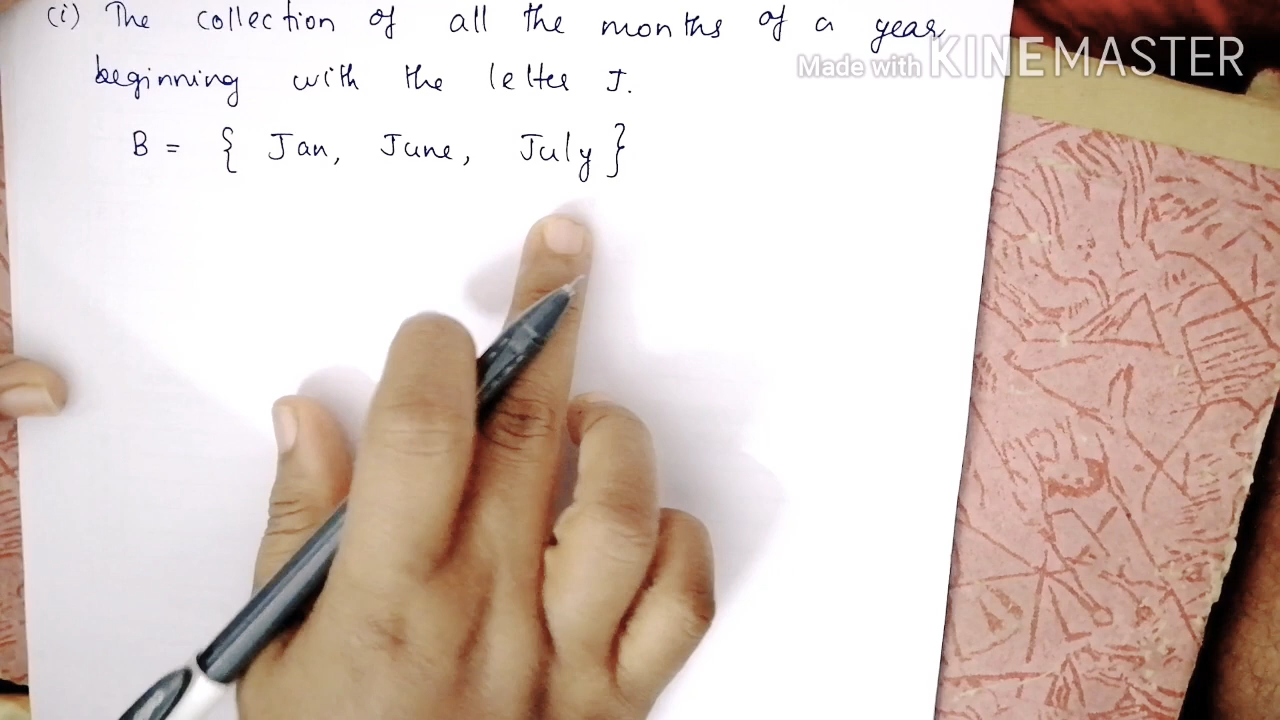 (i) The collection of all the months of a year
beginning with the letter J.
B = { Jan, June, July }
Made with KINEMASTER